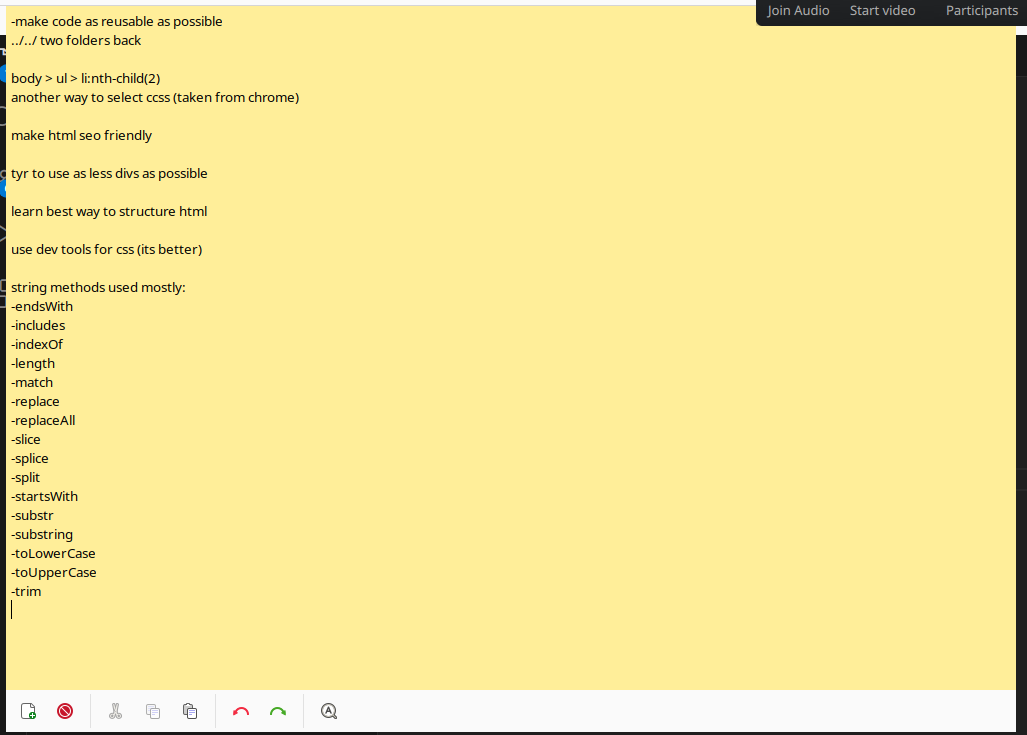 Join Audio Start video Participants
-make code as reusable as possible
../../ two folders back
body > ul > li:nth-child(2)
another way to select ccss (taken from chrome)
make html seo friendly
tyr to use as less divs as possible
learn best way to structure html
use dev tools for css (its better)
string methods used mostly:
-endsWith
-includes
-indexOf
-length
-match
-replace
-replaceAll
-slice
-splice
-split
-startsWith
-substr
-substring
-toLowerCase
-toUpperCase
-trim